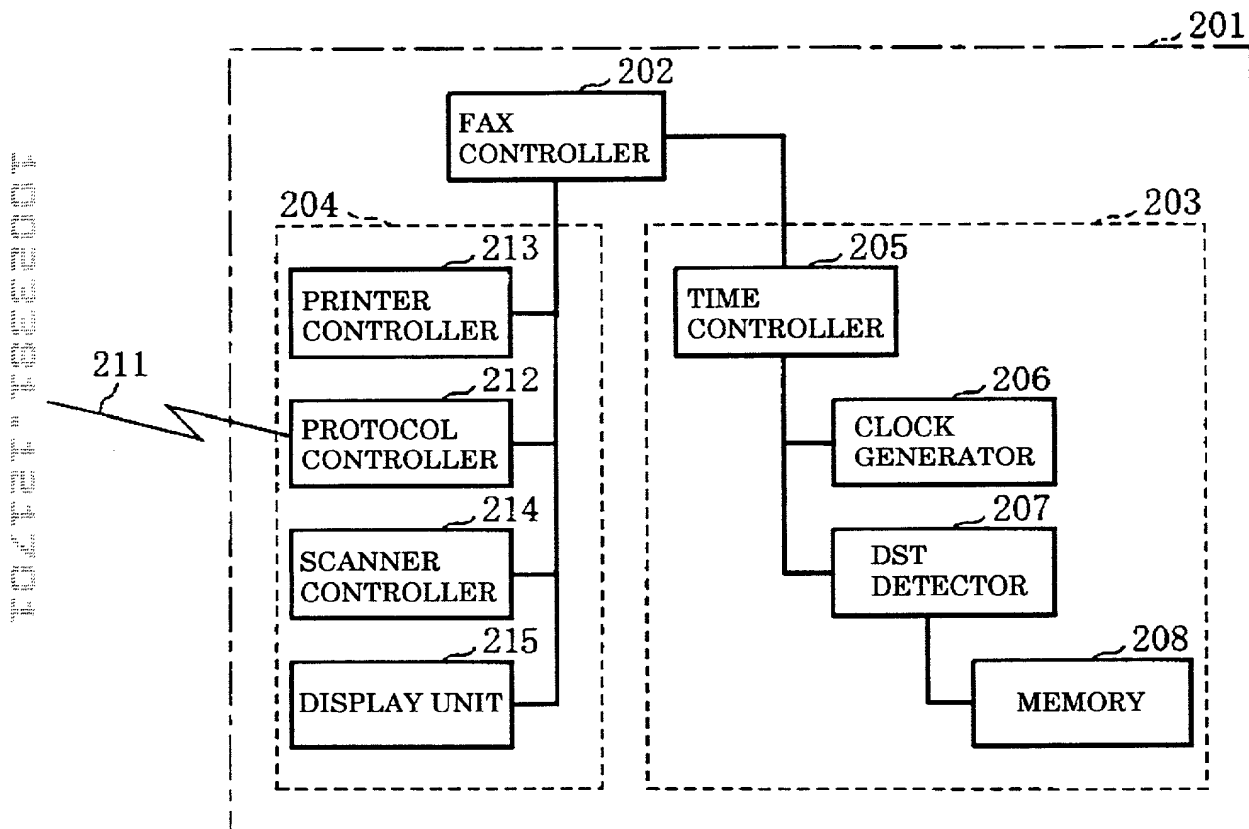 201
202
FAX
CONTROLLER
204
203
213
PRINTER
CONTROLLER
205
TIME
CONTROLLER
211
212
PROTOCOL
CONTROLLER
206
CLOCK
GENERATOR
214
SCANNER
CONTROLLER
207
DST
DETECTOR
215
DISPLAY UNIT
208
MEMORY